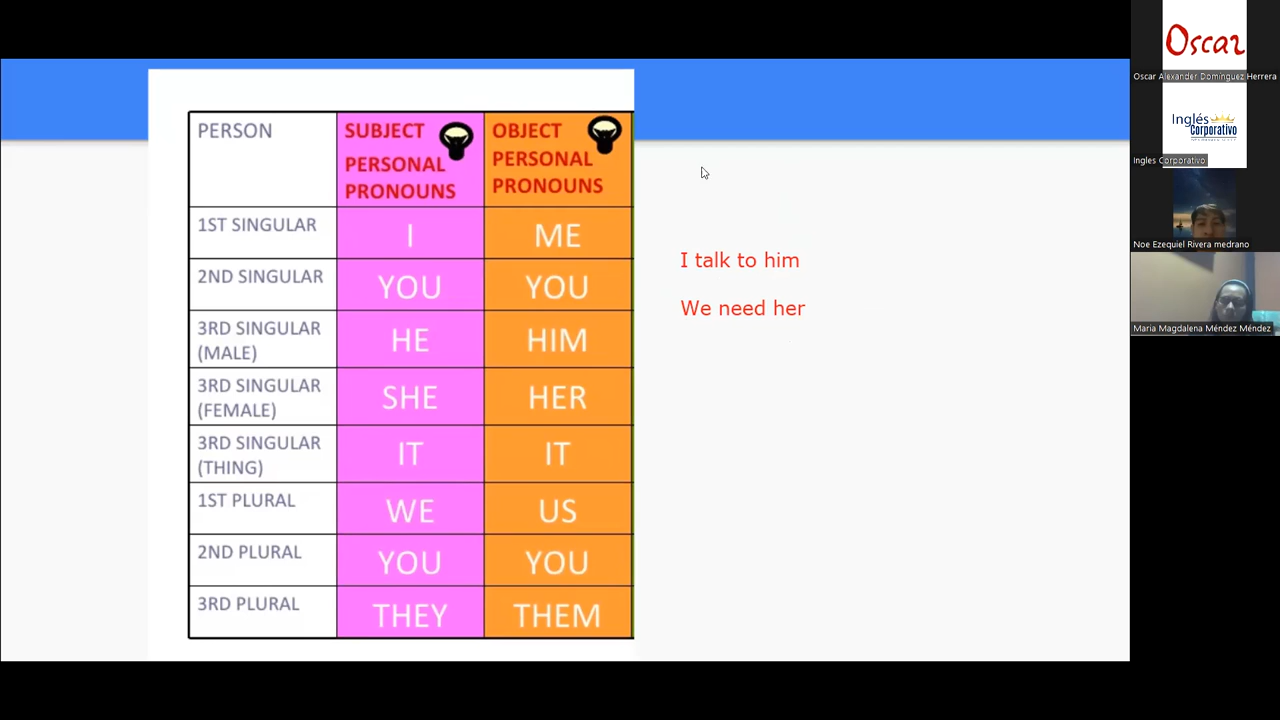 PERSON
SUBJECT
PERSONAL
PRONOUNS
OBJECT
PERSONAL
PRONOUNS
1ST SINGULAR
I
ME
2ND SINGULAR
YOU
YOU
3RD SINGULAR
(MALE)
HE
HIM
3RD SINGULAR
(FEMALE)
SHE
HER
3RD SINGULAR
(THING)
IT
IT
1ST PLURAL
WE
US
2ND PLURAL
YOU
YOU
3RD PLURAL
THEY
THEM
I talk to him
We need her
Oscar
Oscar Alexander Domínguez Herrera
Inglés
Corporativo
Ingles Corporativo
Noe Ezequiel Rivera medrano
Maria Magdalena Méndez Méndez